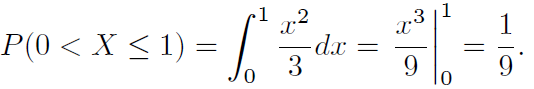 P(0 < X ≤ 1) = ∫₀¹ x²/3 dx = x³/9 |₀¹ = 1/9.